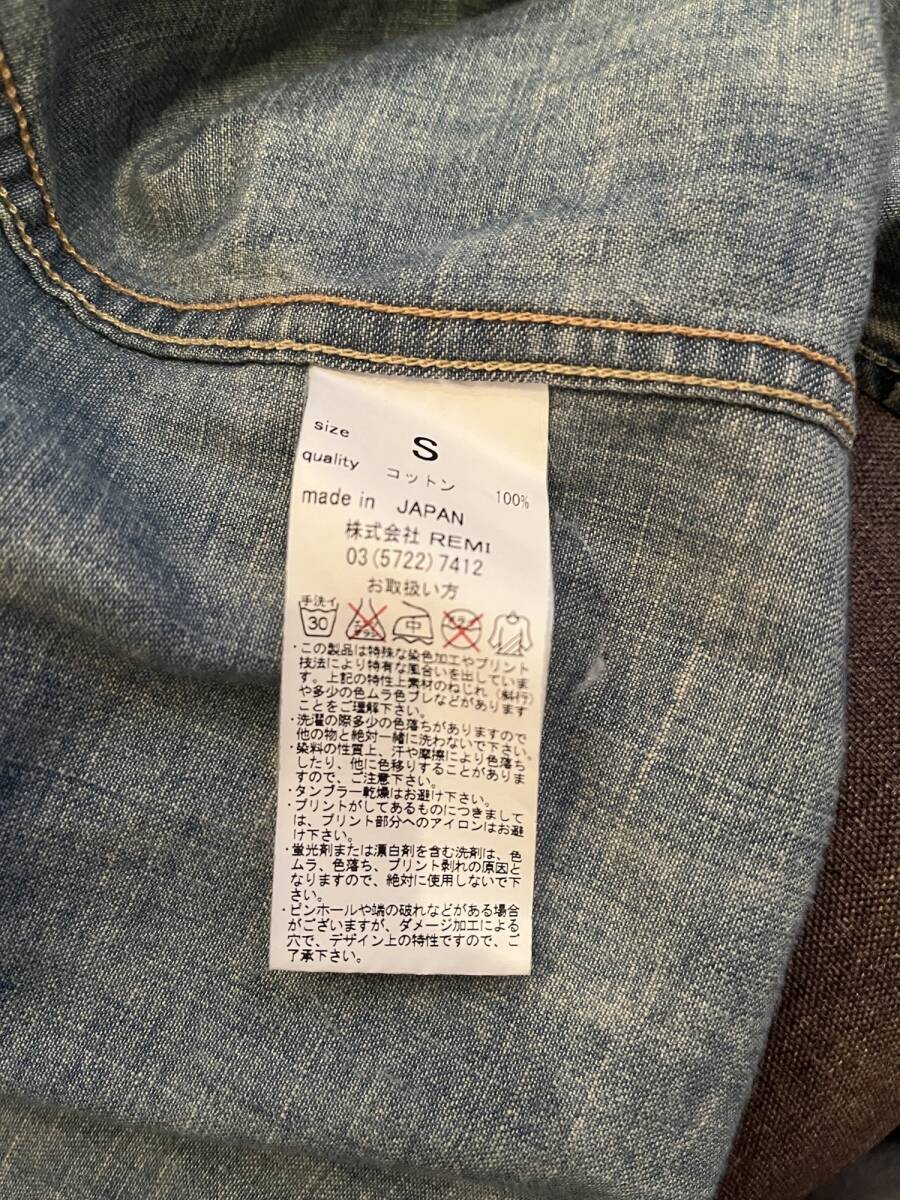 size S
quality コットン 100%
made in JAPAN
株式会社 REMI
03(5722)7412
お取扱い方
手洗イ 30 エンソサラシ 中 ドライ
・この製品は特殊な染色加工やプリント
技法により特有な風合いを出していま
す。上記の特性上素材のねじれ(斜行)
や多少の色ムラ色ブレなどがあります
ことをご理解下さい。
・洗濯の際多少の色落ちがありますので
他の物と絶対一緒に洗わないで下さい。
・染料の性質上、汗や摩擦により色落ち
したり、他に色移りすることがありま
すので、ご注意下さい。
・タンブラー乾燥はお避け下さい。
・プリントがしてあるものにつきまして
は、プリント部分へのアイロンはお避
け下さい。
・蛍光剤または漂白剤を含む洗剤は、色
ムラ、色落ち、プリント剥れの原因と
なりますので、絶対に使用しないで下
さい。
・ピンホールや端の破れなどがある場合
がございますが、ダメージ加工による
穴で、デザイン上の特性ですので、ご
了承下さい。